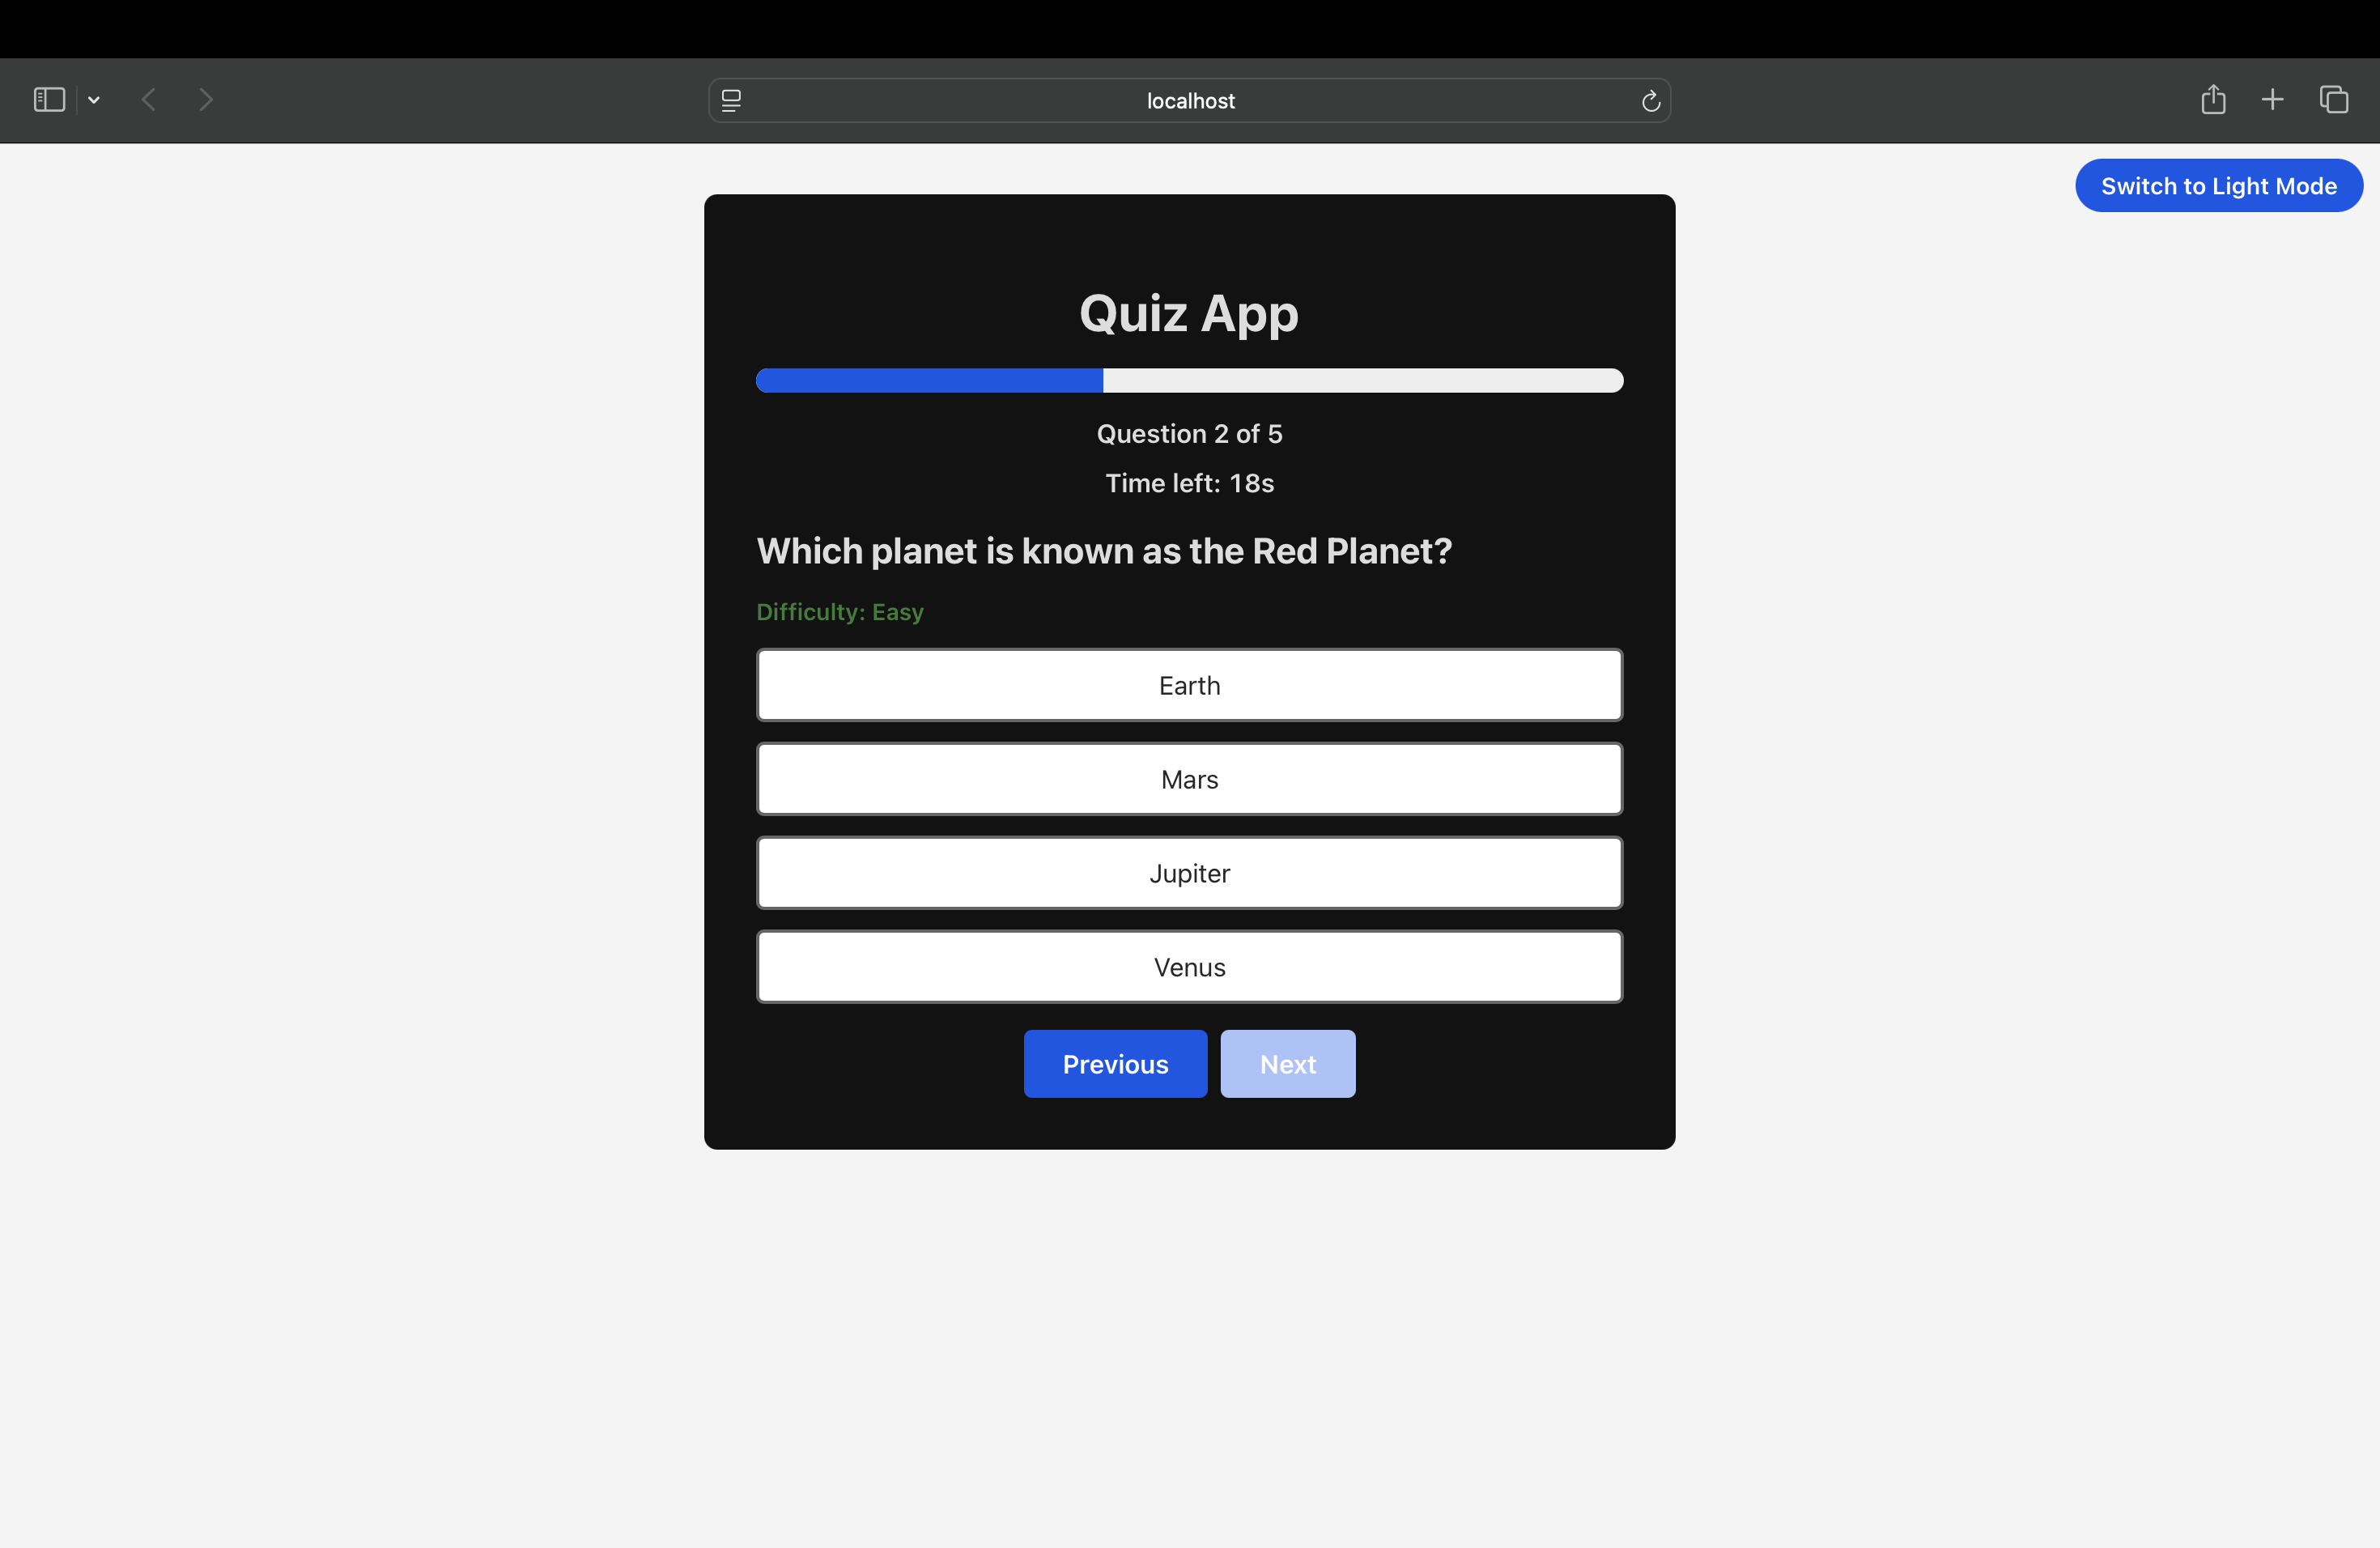 localhost
Switch to Light Mode
Quiz App
Question 2 of 5
Time left: 18s
Which planet is known as the Red Planet?
Difficulty: Easy
Earth
Mars
Jupiter
Venus
Previous
Next